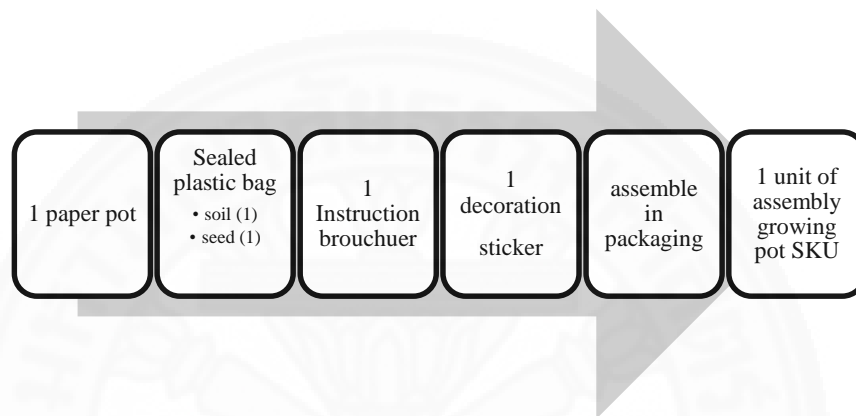 1 paper pot
Sealed
plastic bag
• soil (1)
• seed (1)
1
Instruction
brouchuer
1
decoration
sticker
assemble
in
packaging
1 unit of
assembly
growing
pot SKU